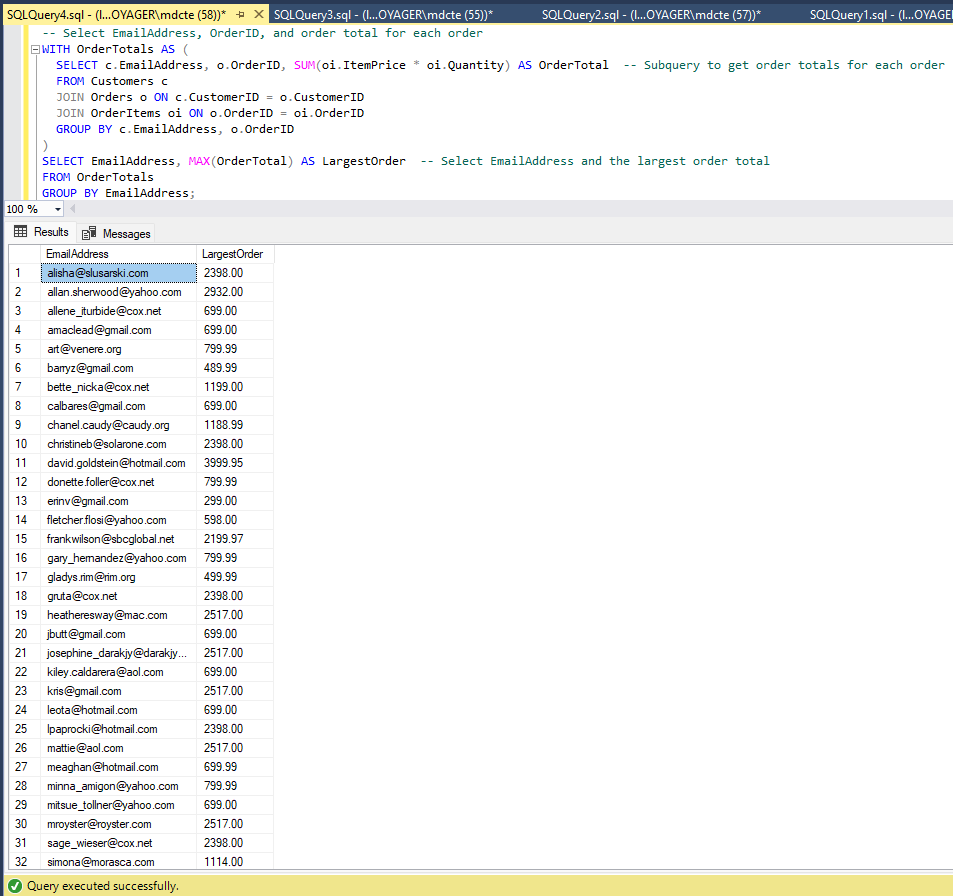 SQLQuery4.sql - (l...OYAGER\mdcte (58))* SQLQuery3.sql - (l...OYAGER\mdcte (55))* SQLQuery2.sql - (l...OYAGER\mdcte (57))* SQLQuery1.sql - (l...OYAGE
-- Select EmailAddress, OrderID, and order total for each order
WITH OrderTotals AS (
SELECT c.EmailAddress, o.OrderID, SUM(oi.ItemPrice * oi.Quantity) AS OrderTotal -- Subquery to get order totals for each order
FROM Customers c
JOIN Orders o ON c.CustomerID = o.CustomerID
JOIN OrderItems oi ON o.OrderID = oi.OrderID
GROUP BY c.EmailAddress, o.OrderID
)
SELECT EmailAddress, MAX(OrderTotal) AS LargestOrder -- Select EmailAddress and the largest order total
FROM OrderTotals
GROUP BY EmailAddress;
100 %
Results Messages
EmailAddress LargestOrder
1 alisha@slusarski.com 2398.00
2 allan.sherwood@yahoo.com 2932.00
3 allene_iturbide@cox.net 699.00
4 amaclead@gmail.com 699.00
5 art@venere.org 799.99
6 barryz@gmail.com 489.99
7 bette_nicka@cox.net 1199.00
8 calbares@gmail.com 699.00
9 chanel.caudy@caudy.org 1188.99
10 christineb@solarone.com 2398.00
11 david.goldstein@hotmail.com 3999.95
12 donette.foller@cox.net 799.99
13 erinv@gmail.com 299.00
14 fletcher.flosi@yahoo.com 598.00
15 frankwilson@sbcglobal.net 2199.97
16 gary_hernandez@yahoo.com 799.99
17 gladys.rim@rim.org 499.99
18 gruta@cox.net 2398.00
19 heatheresway@mac.com 2517.00
20 jbutt@gmail.com 699.00
21 josephine_darakjy@darakjy... 2517.00
22 kiley.caldarera@aol.com 699.00
23 kris@gmail.com 2517.00
24 leota@hotmail.com 699.00
25 lpaprocki@hotmail.com 2398.00
26 mattie@aol.com 2517.00
27 meaghan@hotmail.com 699.99
28 minna_amigon@yahoo.com 799.99
29 mitsue_tollner@yahoo.com 699.00
30 mroyster@royster.com 2517.00
31 sage_wieser@cox.net 2398.00
32 simona@morasca.com 1114.00
Query executed successfully.